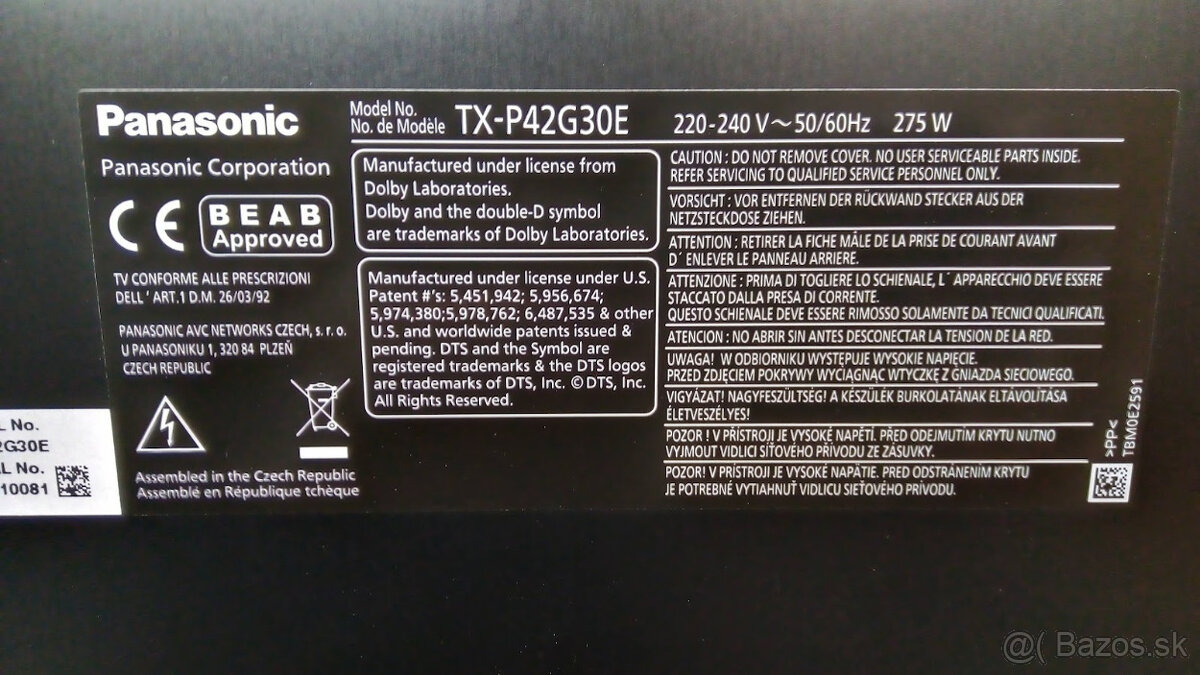 Panasonic
Model No.
No. de Modèle
TX-P42G30E
220-240 V～50/60Hz 275 W
Panasonic Corporation
CE
BEAB
Approved
TV CONFORME ALLE PRESCRIZIONI
DELL' ART.1 D.M. 26/03/92
PANASONIC AVC NETWORKS CZECH, s. r. o.
U PANASONIKU 1, 320 84 PLZEŇ
CZECH REPUBLIC
Assembled in the Czech Republic
Assemblé en République tchèque
Manufactured under license from
Dolby Laboratories.
Dolby and the double-D symbol
are trademarks of Dolby Laboratories.
Manufactured under license under U.S.
Patent #'s: 5,451,942; 5,956,674;
5,974,380;5,978,762; 6,487,535 & other
U.S. and worldwide patents issued &
pending. DTS and the Symbol are
registered trademarks & the DTS logos
are trademarks of DTS, Inc. © DTS, Inc.
All Rights Reserved.
CAUTION : DO NOT REMOVE COVER. NO USER SERVICEABLE PARTS INSIDE.
REFER SERVICING TO QUALIFIED SERVICE PERSONNEL ONLY.
VORSICHT : VOR ENTFERNEN DER RÜCKWAND STECKER AUS DER
NETZSTECKDOSE ZIEHEN.
ATTENTION : RETIRER LA FICHE MÂLE DE LA PRISE DE COURANT AVANT
D´ ENLEVER LE PANNEAU ARRIERE.
ATTENZIONE : PRIMA DI TOGLIERE LO SCHIENALE, L´ APPARECCHIO DEVE ESSERE
STACCATO DALLA PRESA DI CORRENTE.
QUESTO SCHIENALE DEVE ESSERE RIMOSSO SOLAMENTE DA TECNICI QUALIFICATI.
ATENCION : NO ABRIR SIN ANTES DESCONECTAR LA TENSION DE LA RED.
UWAGA! W ODBIORNIKU WYSTĘPUJE WYSOKIE NAPIĘCIE.
PRZED ZDJĘCIEM POKRYWY WYCIĄGNĄĆ WTYCZKĘ Z GNIAZDA SIECIOWEGO.
VIGYÁZAT! NAGYFESZÜLTSÉG! A KÉSZÜLÉK BURKOLATÁNAK ELTÁVOLÍTÁSA
ÉLETVESZÉLYES!
POZOR ! V PŘÍSTROJI JE VYSOKÉ NAPĚTÍ. PŘED ODEJMUTÍM KRYTU NUTNO
VYJMOUT VIDLICI SÍŤOVÉHO PŘÍVODU ZE ZÁSUVKY.
POZOR! V PRÍSTROJI JE VYSOKÉ NAPÄTIE. PRED ODSTRÁNENÍM KRYTU
JE POTREBNÉ VYTIAHNUŤ VIDLICU SIEŤOVÉHO PRÍVODU.
>PP<
TBM0E2591
L No.
2G30E
L No.
10081
@( Bazos.sk